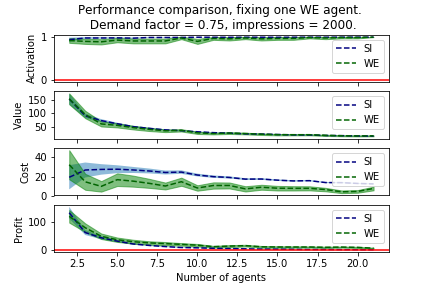 Performance comparison, fixing one WE agent.
Demand factor = 0.75, impressions = 2000.
Activation
1
0
SI
WE
Value
150
100
50
SI
WE
Cost
40
20
0
SI
WE
Profit
100
0
SI
WE
2.5 5.0 7.5 10.0 12.5 15.0 17.5 20.0
Number of agents